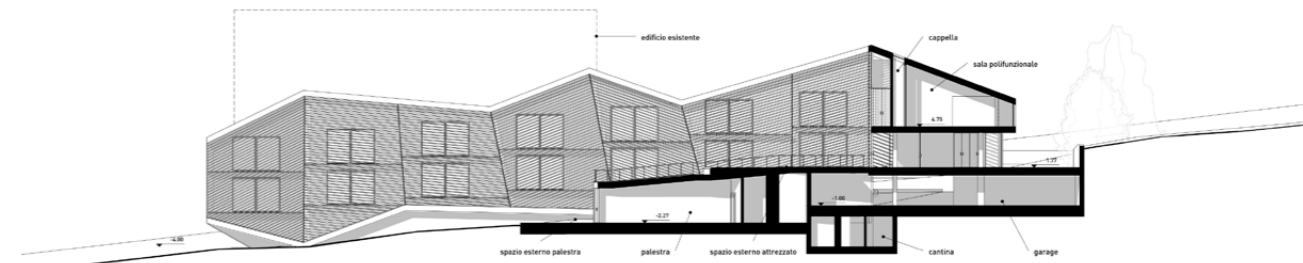 edificio esistente
cappella
sala polifunzionale
4.75
1.77
-1.00
-2.27
-4.00
spazio esterno palestra
palestra
spazio esterno attrezzato
cantina
garage